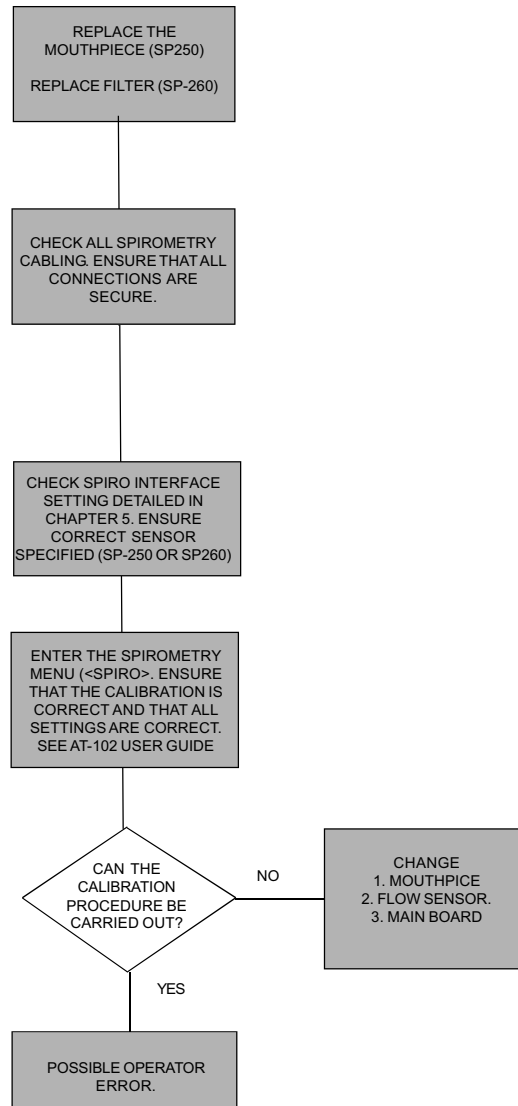 REPLACE THE
MOUTHPIECE (SP250)
REPLACE FILTER (SP-260)
CHECK ALL SPIROMETRY
CABLING. ENSURE THAT ALL
CONNECTIONS ARE
SECURE.
CHECK SPIRO INTERFACE
SETTING DETAILED IN
CHAPTER 5. ENSURE
CORRECT SENSOR
SPECIFIED (SP-250 OR SP260)
ENTER THE SPIROMETRY
MENU (<SPIRO>. ENSURE
THAT THE CALIBRATION IS
CORRECT AND THAT ALL
SETTINGS ARE CORRECT.
SEE AT-102 USER GUIDE
CAN THE
CALIBRATION
PROCEDURE BE
CARRIED OUT?
NO
CHANGE
1. MOUTHPICE
2. FLOW SENSOR.
3. MAIN BOARD
YES
POSSIBLE OPERATOR
ERROR.